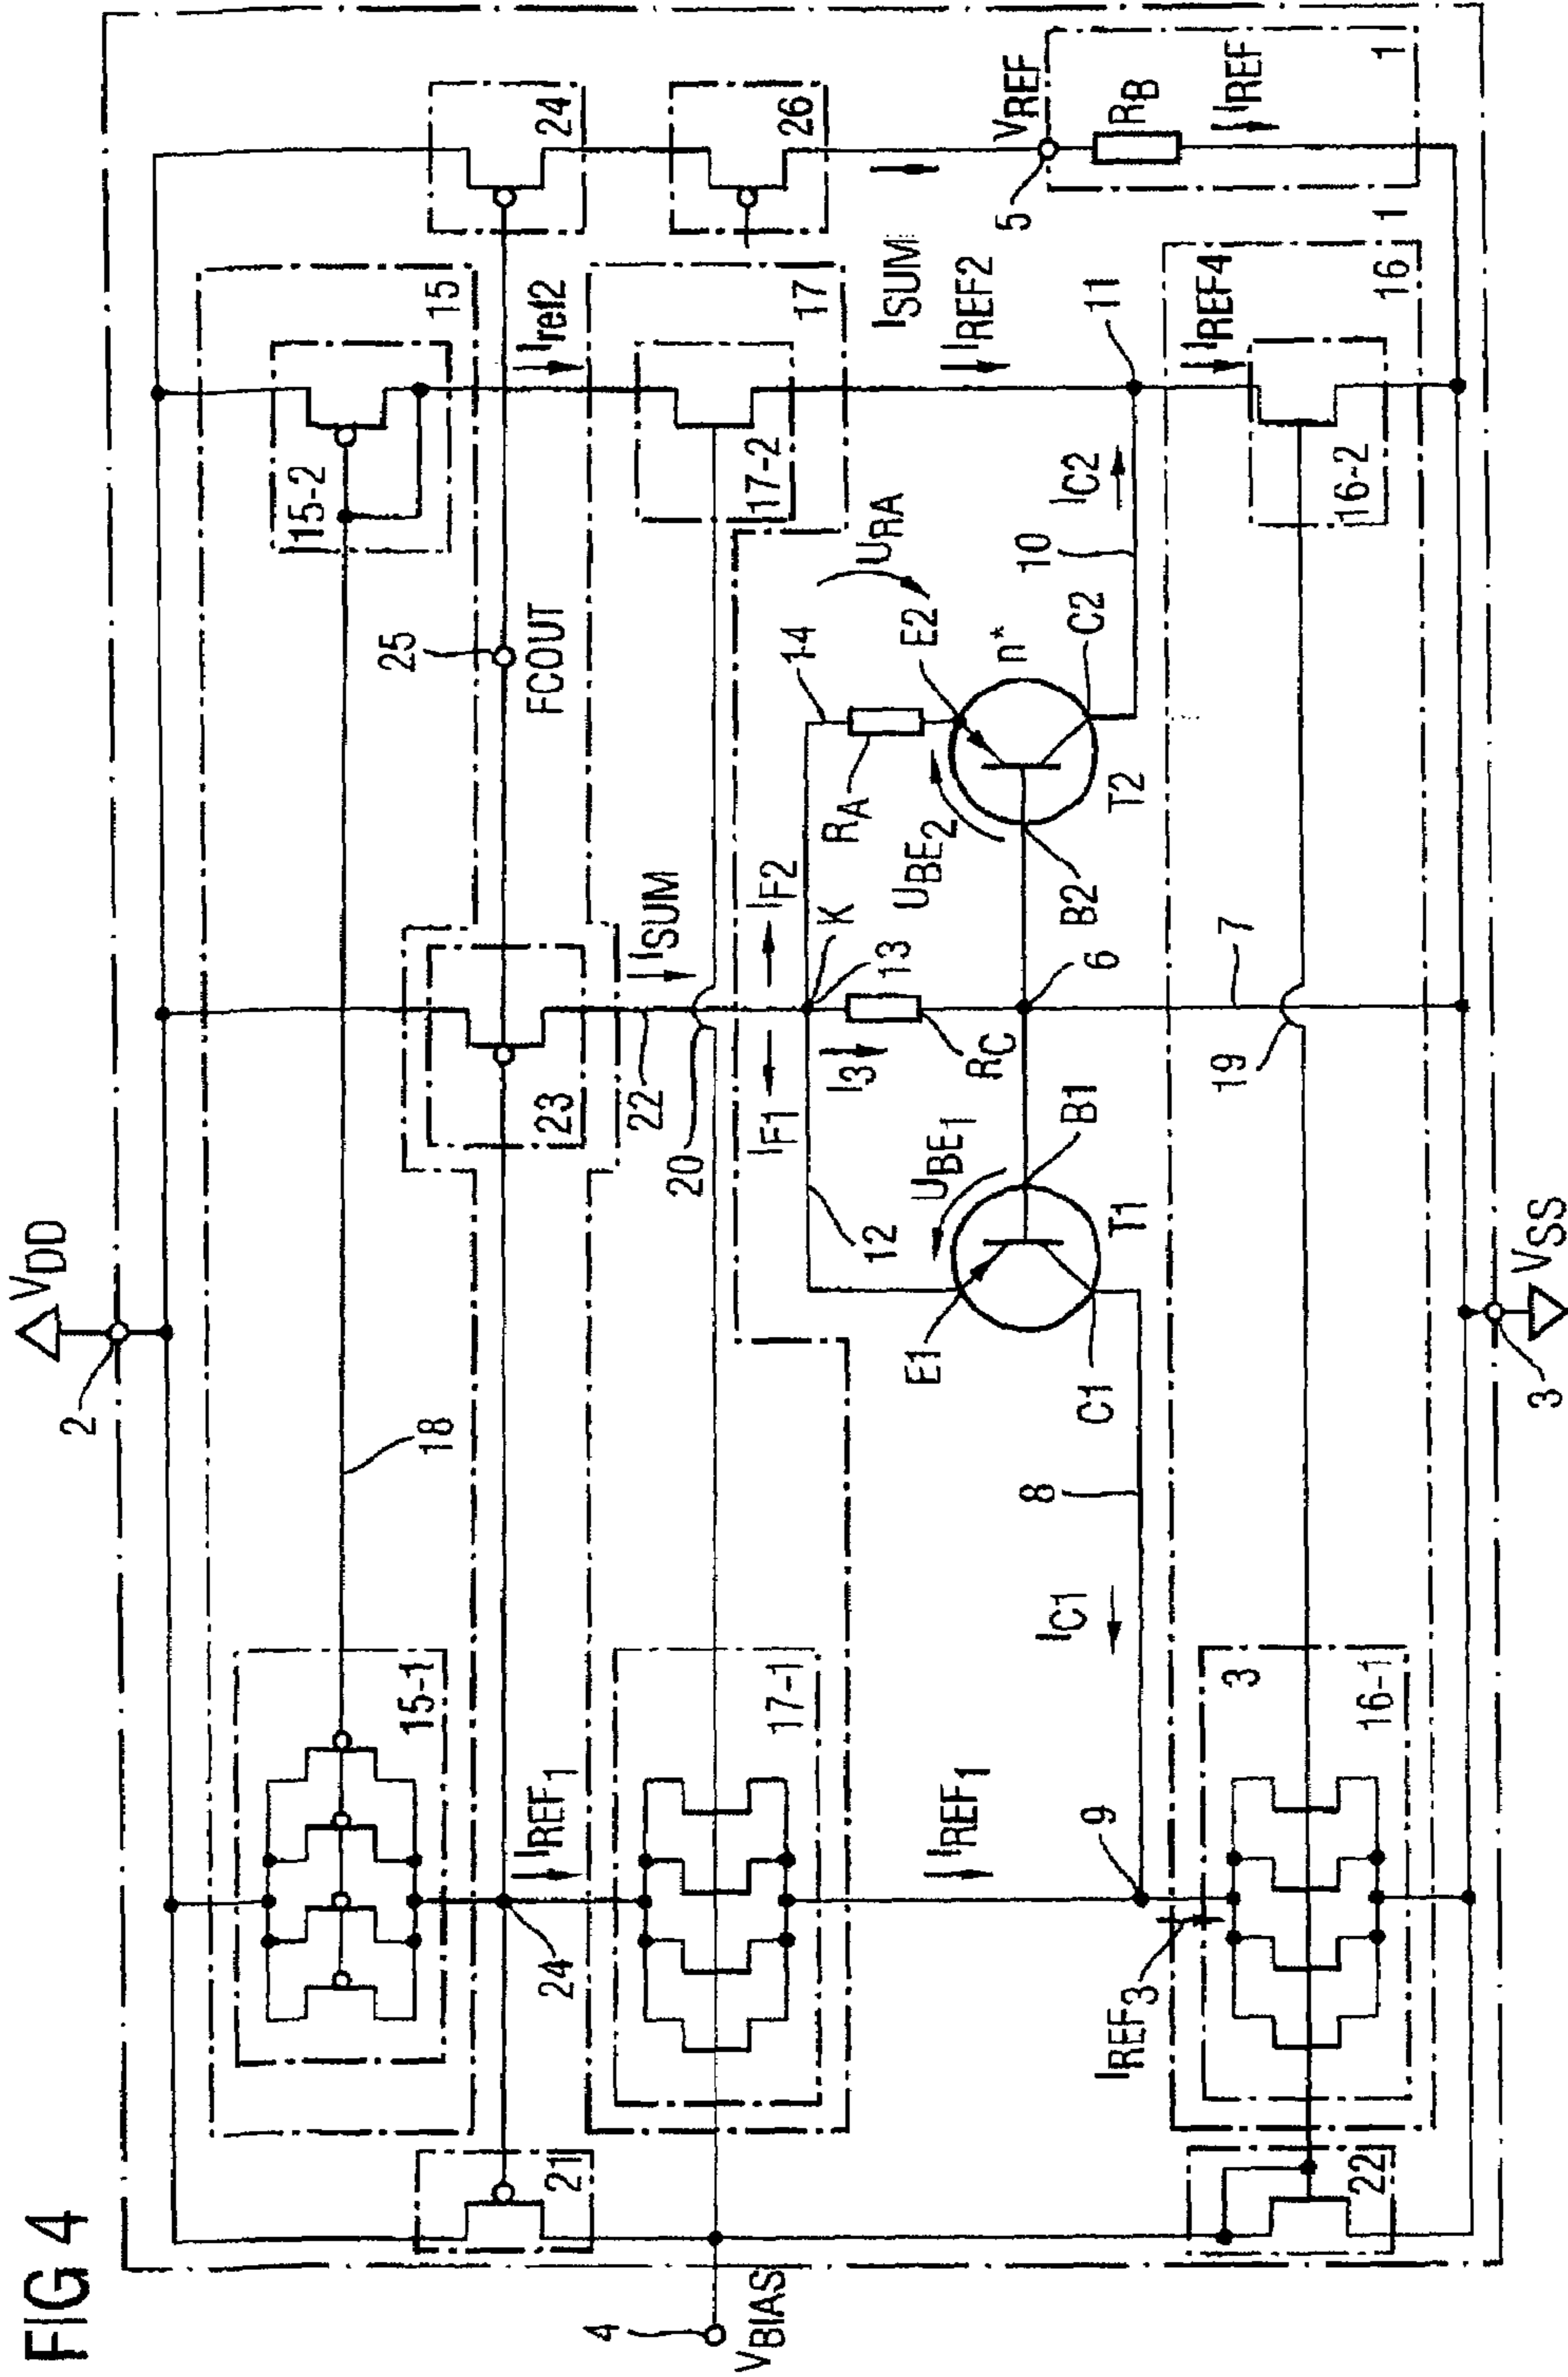 FIG 4
VDD
2
15-1
18
15-2
15
21
24
IREF1
23
25
FCOUT
Iref2
24
22
ISUM
17-1
20
17-2
17
26
4
VBIAS
IF1
IF2
K
14
URA
ISUM
12
I3
13
RA
IREF1
IREF2
5
VREF
E1
UBE1
RC
UBE2
E2
n*
RB
IREF
1
C1
T1
B1
6
B2
T2
C2
10
IC2
11
9
IC1
8
7
IREF3
3
16-1
19
IREF4
16-2
16
1
22
3
VSS